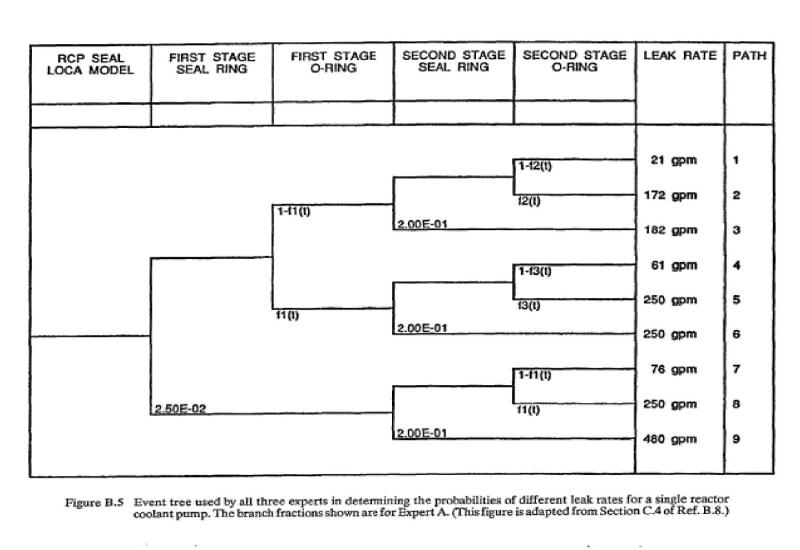 RCP SEAL LOCA MODEL
FIRST STAGE SEAL RING
FIRST STAGE O-RING
SECOND STAGE SEAL RING
SECOND STAGE O-RING
LEAK RATE
PATH
1-f2(t)
21 gpm 1
f2(t)
172 gpm 2
1-f1(t)
2.00E-01
182 gpm 3
1-f3(t)
61 gpm 4
f3(t)
250 gpm 5
f1(t)
2.00E-01
250 gpm 6
1-f1(t)
76 gpm 7
2.50E-02
f1(t)
250 gpm 8
2.00E-01
480 gpm 9
Figure B.5 Event tree used by all three experts in determining the probabilities of different leak rates for a single reactor
coolant pump. The branch fractions shown are for Expert A. (This figure is adapted from Section C.4 of Ref. B.8.)